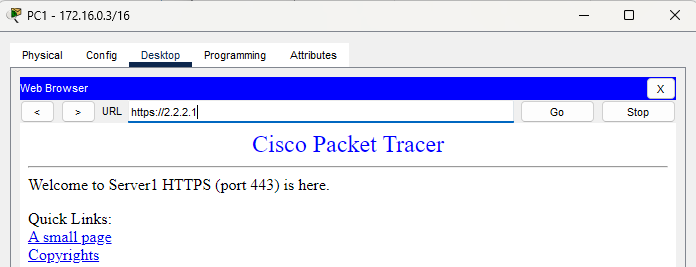 PC1 - 172.16.0.3/16
Physical Config Desktop Programming Attributes
Web Browser X
< > URL https://2.2.2.1 Go Stop
Cisco Packet Tracer
Welcome to Server1 HTTPS (port 443) is here.
Quick Links:
A small page
Copyrights